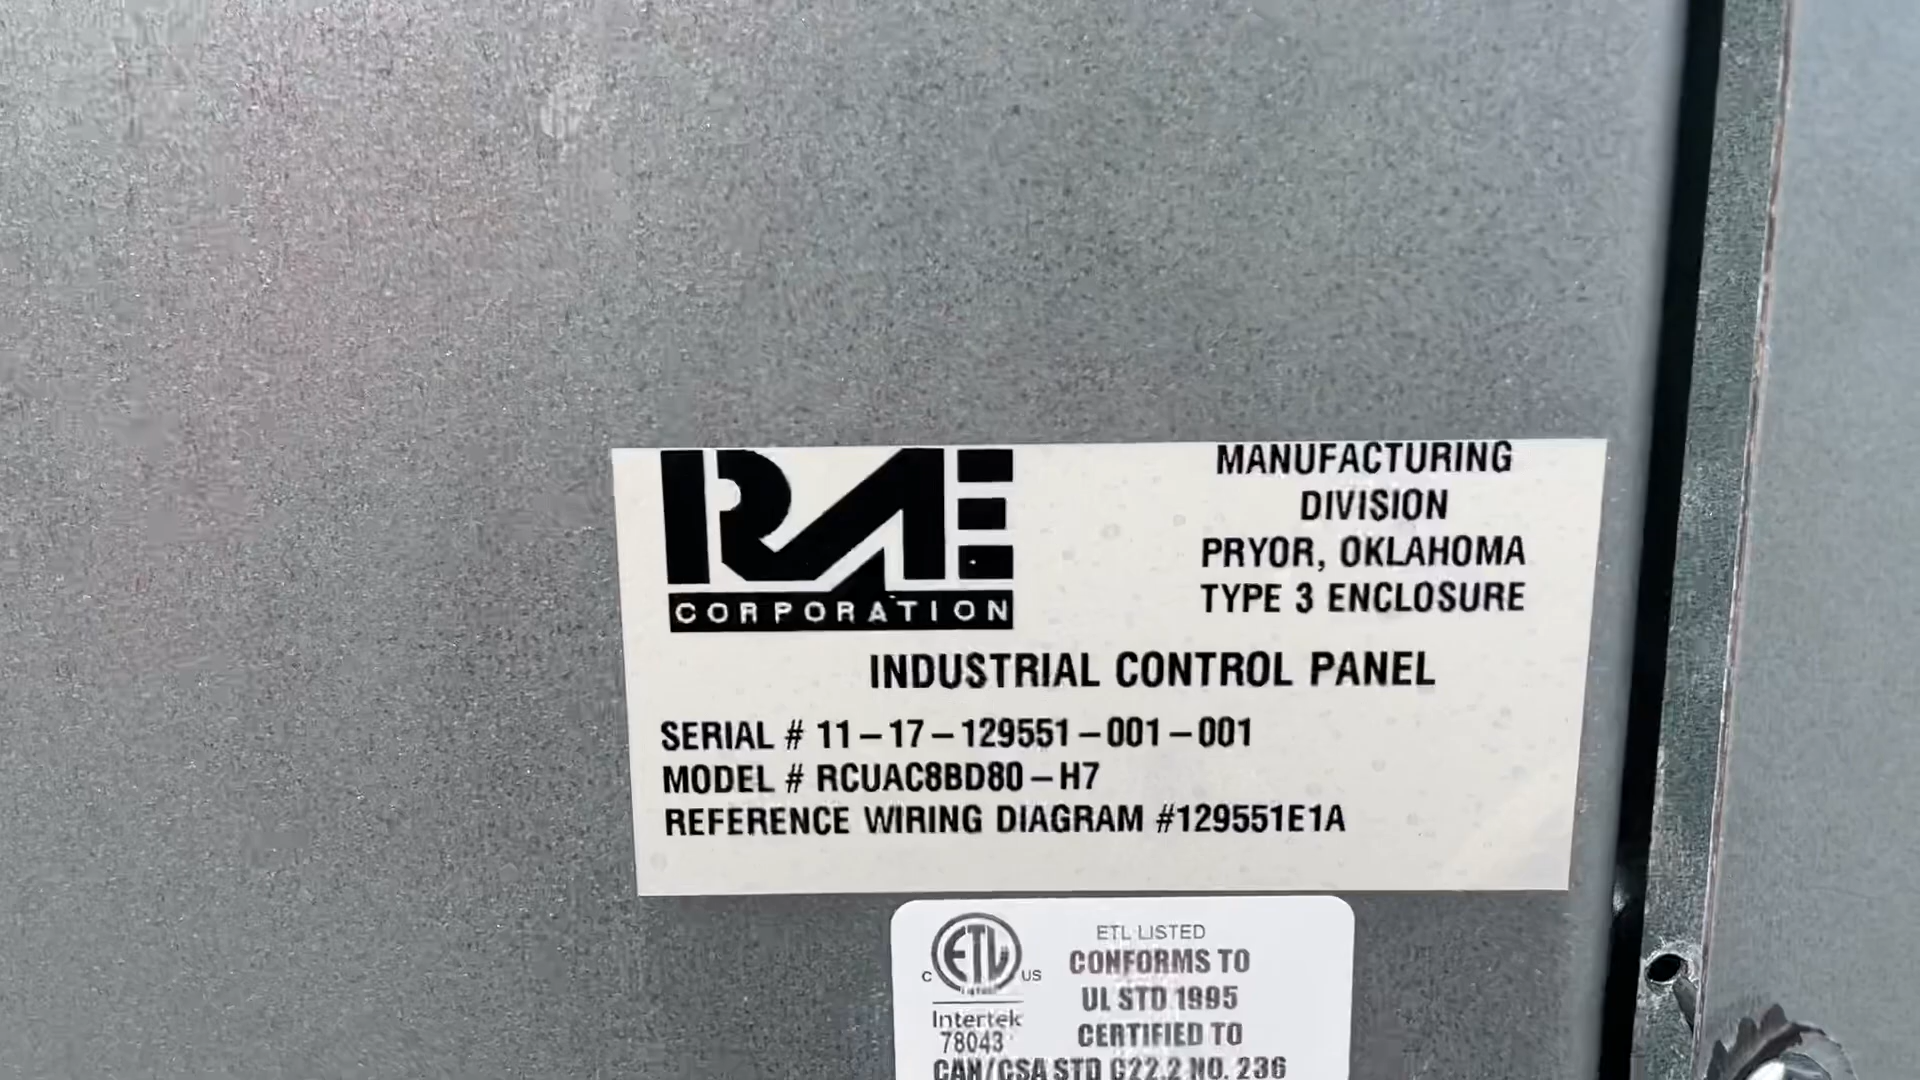 RAE
CORPORATION
MANUFACTURING
DIVISION
PRYOR, OKLAHOMA
TYPE 3 ENCLOSURE
INDUSTRIAL CONTROL PANEL
SERIAL # 11-17-129551-001-001
MODEL # RCUAC8BD80-H7
REFERENCE WIRING DIAGRAM #129551E1A
ETL
C US
Intertek
78043
ETL LISTED
CONFORMS TO
UL STD 1995
CERTIFIED TO
CAN/CSA STD C22.2 NO. 236